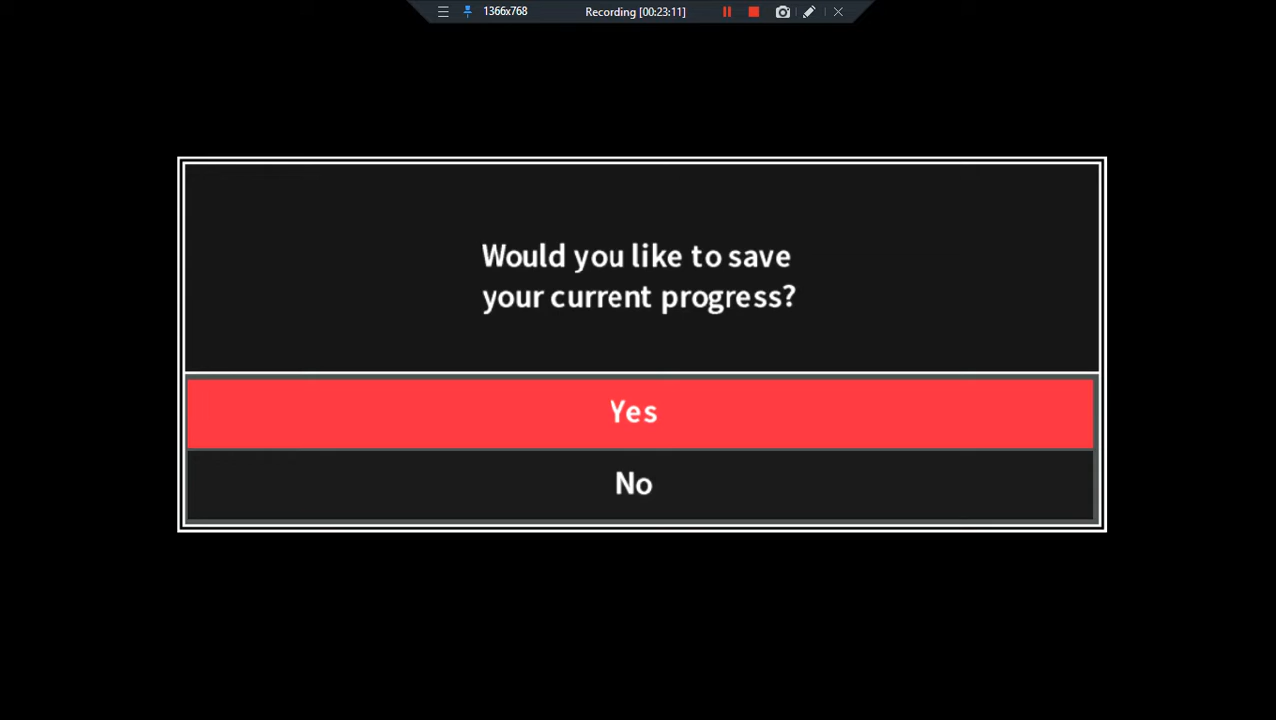 1366x768 Recording [00:23:11]
Would you like to save
your current progress?
Yes
No